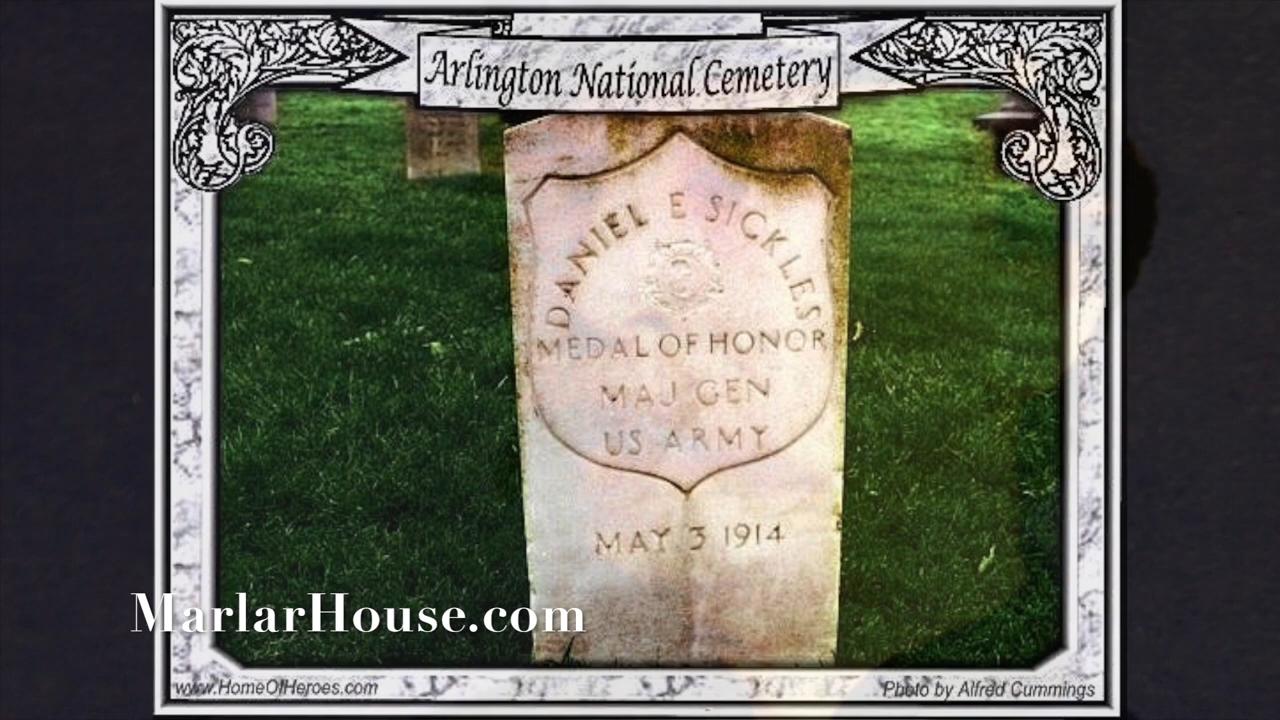 Arlington National Cemetery
DANIEL E SICKLES
MEDAL OF HONOR
MAJ GEN
US ARMY
MAY 3 1914
MarlarHouse.com
www.HomeOfHeroes.com
Photo by Alfred Cummings